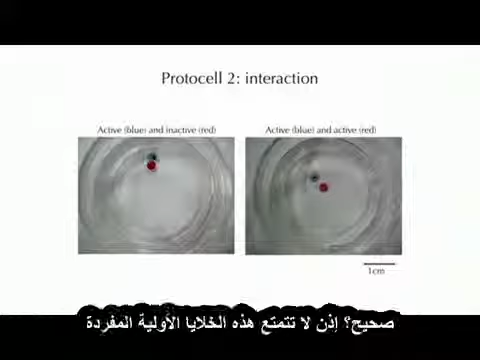 Protocell 2: interaction
Active (blue) and inactive (red)
Active (blue) and active (red)
1cm
صحيح؟ إذن لا تتمتع هذه الخلايا الأولية المفردة